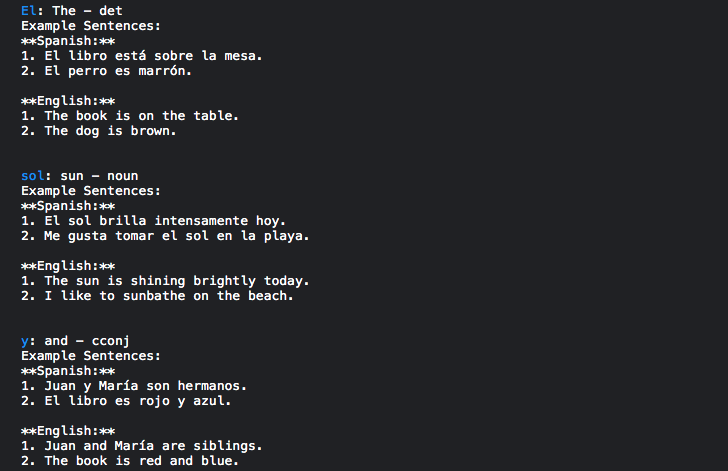 El: The – det
Example Sentences:
**Spanish:**
1. El libro está sobre la mesa.
2. El perro es marrón.
**English:**
1. The book is on the table.
2. The dog is brown.
sol: sun – noun
Example Sentences:
**Spanish:**
1. El sol brilla intensamente hoy.
2. Me gusta tomar el sol en la playa.
**English:**
1. The sun is shining brightly today.
2. I like to sunbathe on the beach.
y: and – cconj
Example Sentences:
**Spanish:**
1. Juan y María son hermanos.
2. El libro es rojo y azul.
**English:**
1. Juan and María are siblings.
2. The book is red and blue.